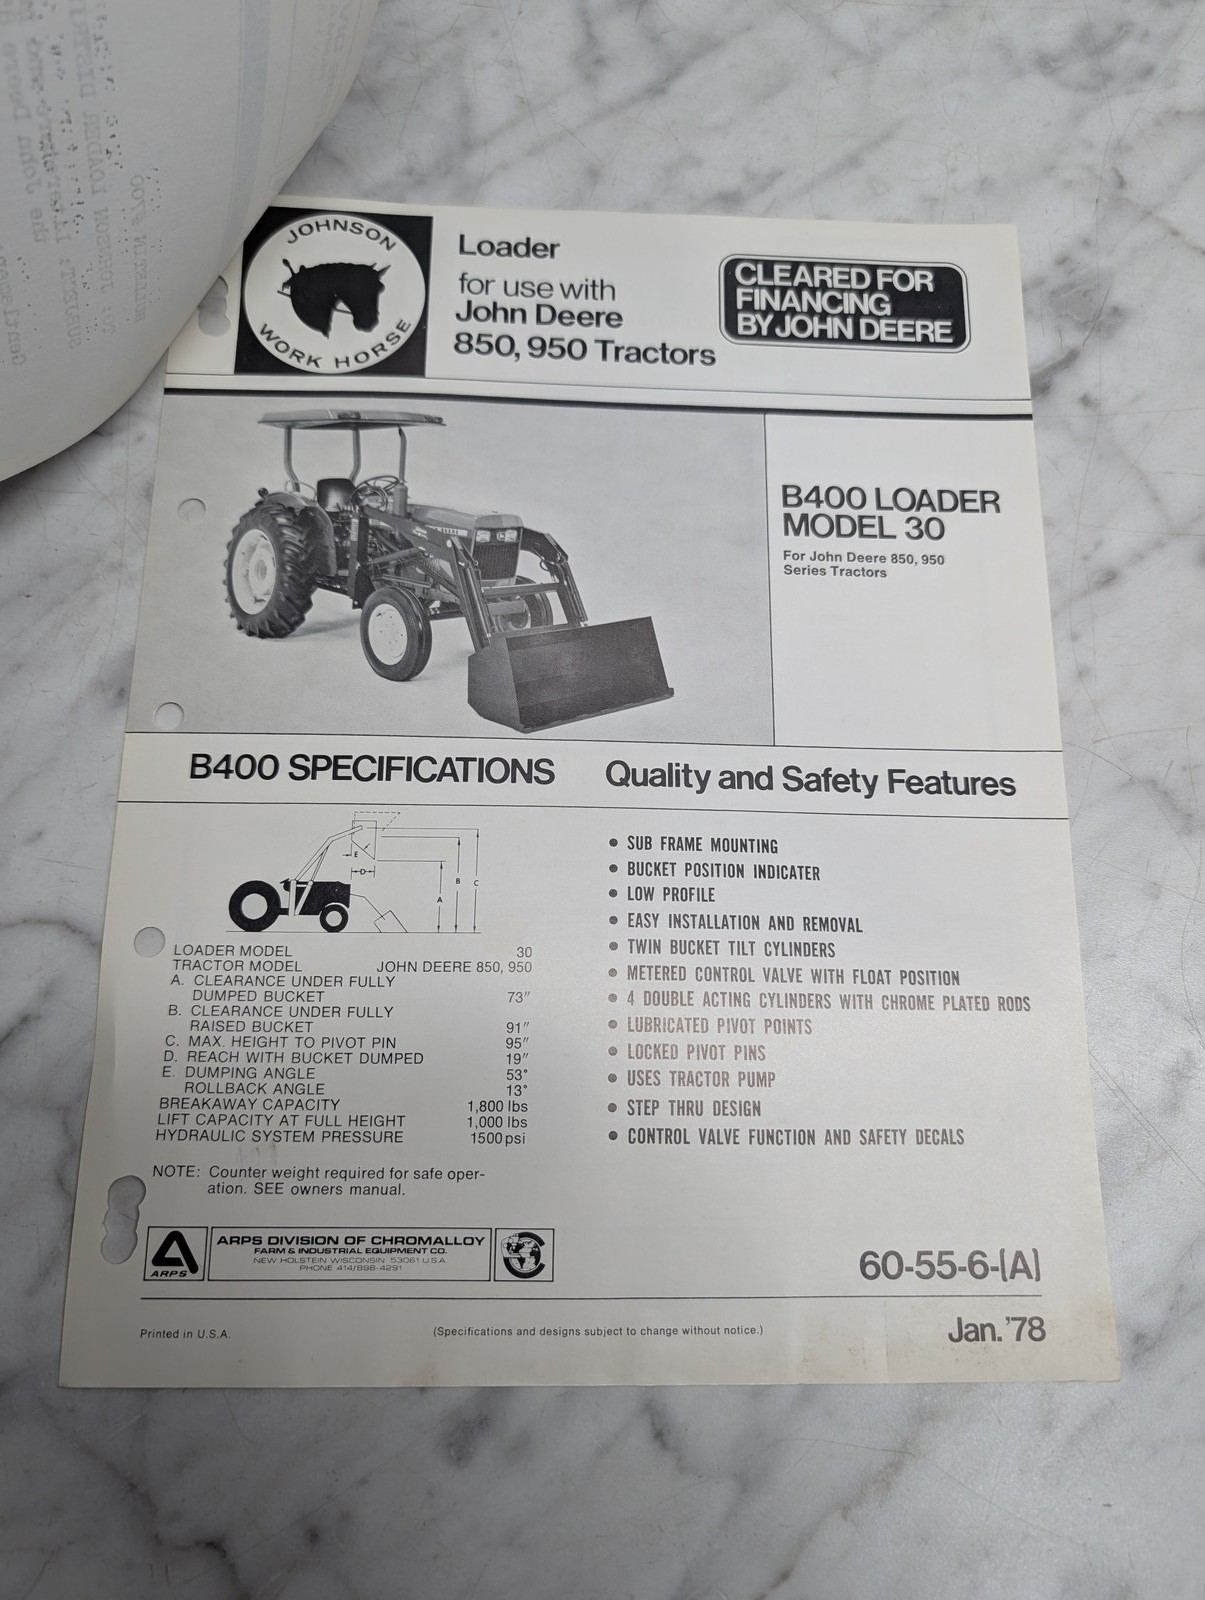 JOHNSON
WORK HORSE
Loader
for use with
John Deere
850, 950 Tractors
CLEARED FOR
FINANCING
BY JOHN DEERE
B400 LOADER
MODEL 30
For John Deere 850, 950
Series Tractors
B400 SPECIFICATIONS
Quality and Safety Features
E
D
A
B
C
LOADER MODEL 30
TRACTOR MODEL JOHN DEERE 850, 950
A. CLEARANCE UNDER FULLY
DUMPED BUCKET 73"
B. CLEARANCE UNDER FULLY
RAISED BUCKET 91"
C. MAX. HEIGHT TO PIVOT PIN 95"
D. REACH WITH BUCKET DUMPED 19"
E. DUMPING ANGLE 53°
ROLLBACK ANGLE 13°
BREAKAWAY CAPACITY 1,800 lbs
LIFT CAPACITY AT FULL HEIGHT 1,000 lbs
HYDRAULIC SYSTEM PRESSURE 1500 psi
NOTE: Counter weight required for safe oper-
ation. SEE owners manual.
• SUB FRAME MOUNTING
• BUCKET POSITION INDICATER
• LOW PROFILE
• EASY INSTALLATION AND REMOVAL
• TWIN BUCKET TILT CYLINDERS
• METERED CONTROL VALVE WITH FLOAT POSITION
• 4 DOUBLE ACTING CYLINDERS WITH CHROME PLATED RODS
• LUBRICATED PIVOT POINTS
• LOCKED PIVOT PINS
• USES TRACTOR PUMP
• STEP THRU DESIGN
• CONTROL VALVE FUNCTION AND SAFETY DECALS
ARPS
ARPS DIVISION OF CHROMALLOY
FARM & INDUSTRIAL EQUIPMENT CO.
NEW HOLSTEIN WISCONSIN 53061 U.S.A.
PHONE 414/898-4291
60-55-6-(A)
Printed in U.S.A.
(Specifications and designs subject to change without notice.)
Jan. '78